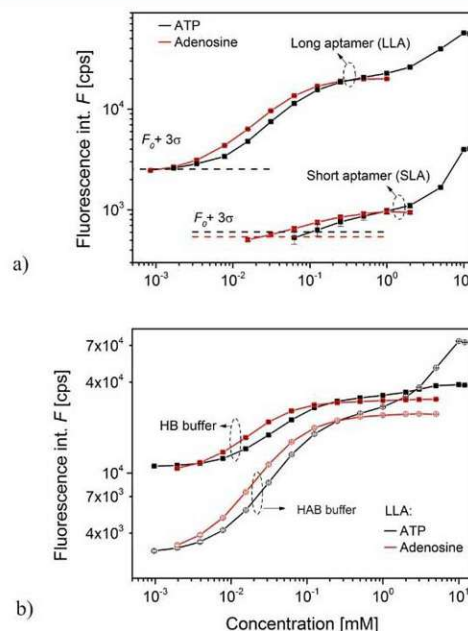 ATP
Adenosine
Long aptamer (LLA)
Fluorescence int. F [cps]
10⁴
10³
F₀ + 3σ
Short aptamer (SLA)
F₀ + 3σ
10⁻³ 10⁻² 10⁻¹ 10⁰ 10¹
a)
Fluorescence int. F [cps]
7x10⁴
4x10⁴
10⁴
7x10³
4x10³
HB buffer
HAB buffer
LLA:
ATP
Adenosine
10⁻³ 10⁻² 10⁻¹ 10⁰ 10¹
Concentration [mM]
b)